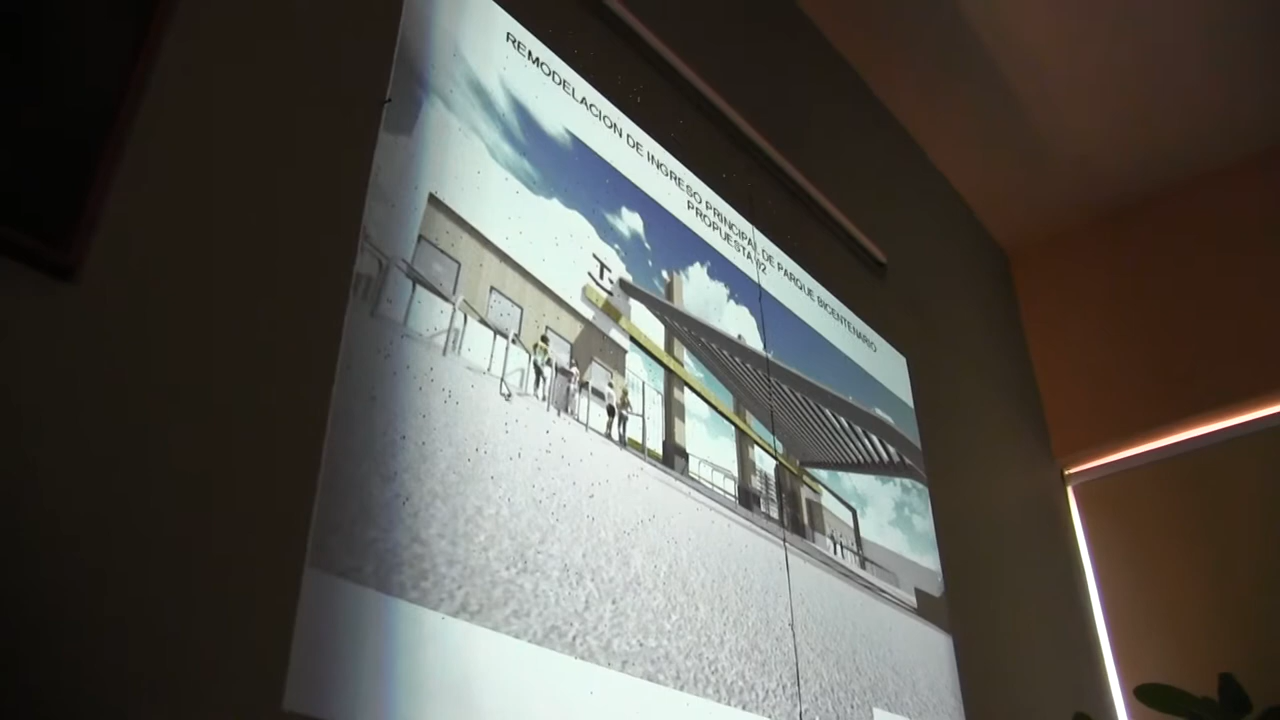 REMODELACION DE INGRESO PRINCIPAL DE PARQUE BICENTENARIO
PROPUESTA 02